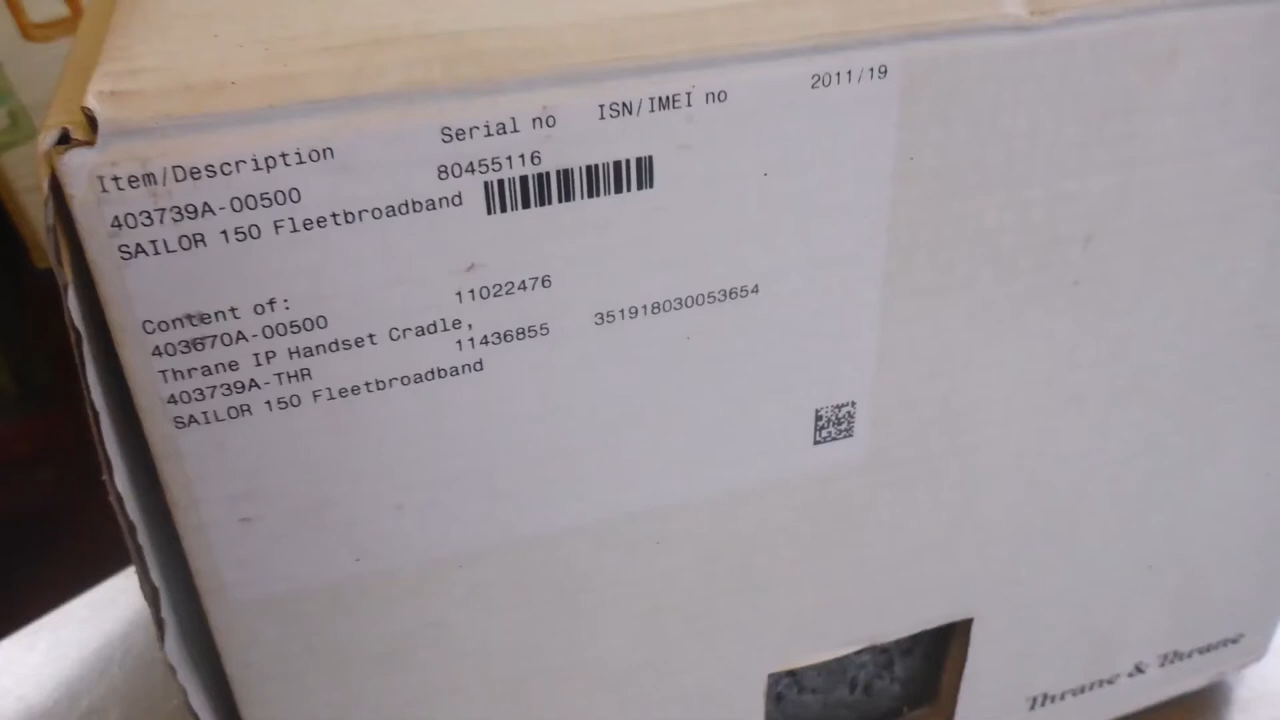 Item/Description Serial no ISN/IMEI no 2011/19
403739A-00500 80455116
SAILOR 150 Fleetbroadband
Content of:
403670A-00500 11022476
Thrane IP Handset Cradle,
403739A-THR 11436855 351918030053654
SAILOR 150 Fleetbroadband
Thrane & Thrane